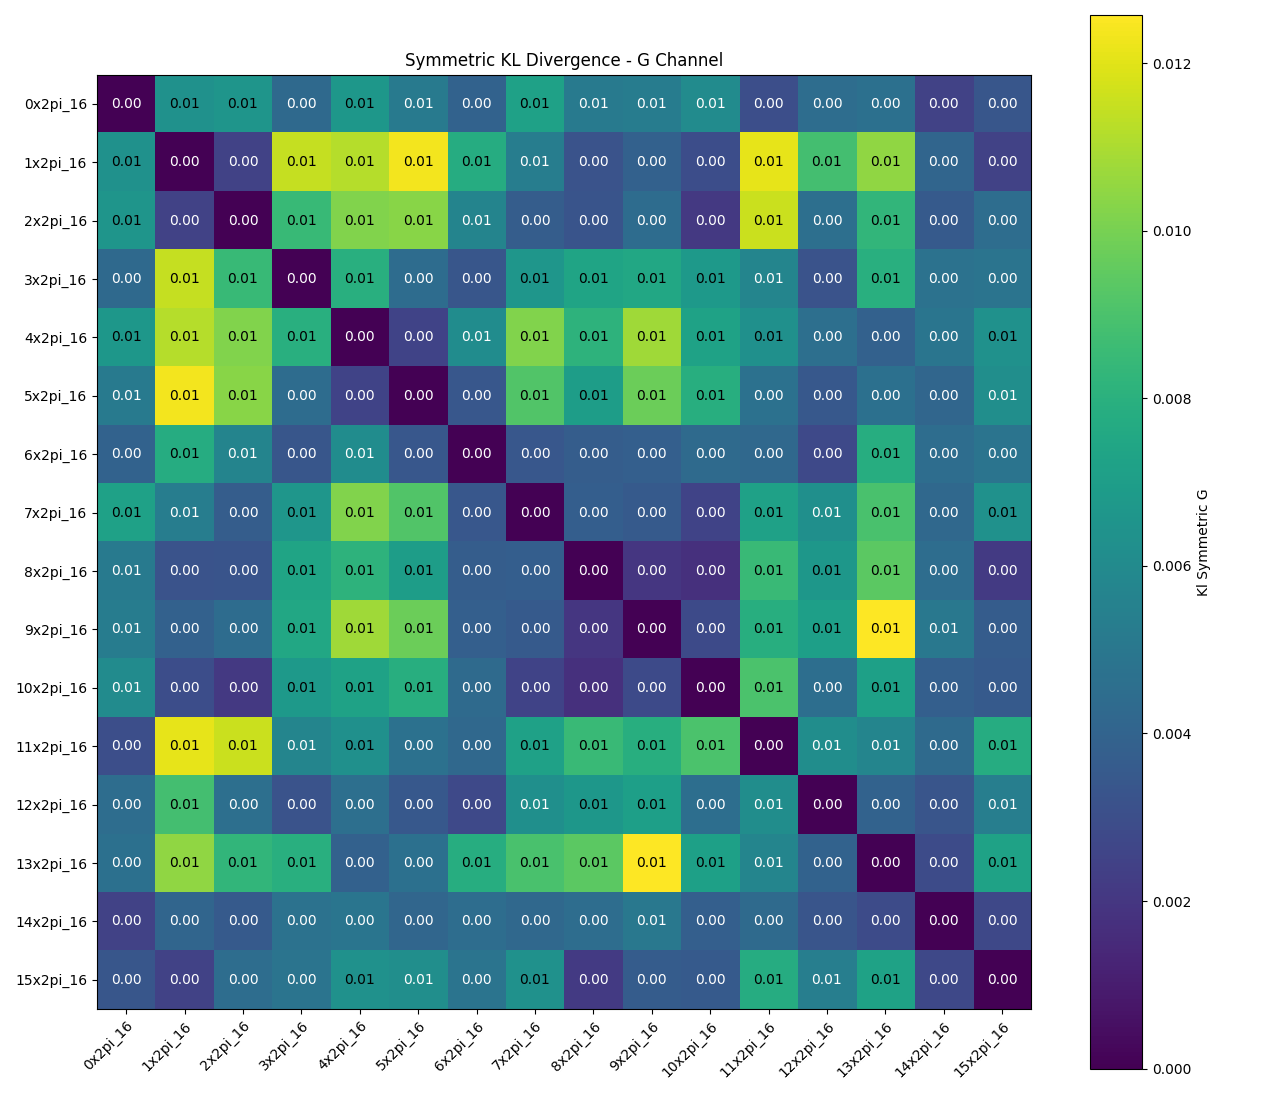 Symmetric KL Divergence - G Channel
0x2pi_16 0.00 0.01 0.01 0.00 0.01 0.01 0.00 0.01 0.01 0.01 0.01 0.00 0.00 0.00 0.00 0.00
1x2pi_16 0.01 0.00 0.00 0.01 0.01 0.01 0.01 0.01 0.00 0.00 0.00 0.01 0.01 0.01 0.00 0.00
2x2pi_16 0.01 0.00 0.00 0.01 0.01 0.01 0.01 0.00 0.00 0.00 0.00 0.01 0.00 0.01 0.00 0.00
3x2pi_16 0.00 0.01 0.01 0.00 0.01 0.00 0.00 0.01 0.01 0.01 0.01 0.01 0.00 0.01 0.00 0.00
4x2pi_16 0.01 0.01 0.01 0.01 0.00 0.00 0.01 0.01 0.01 0.01 0.01 0.01 0.00 0.00 0.00 0.01
5x2pi_16 0.01 0.01 0.01 0.00 0.00 0.00 0.00 0.01 0.01 0.01 0.01 0.00 0.00 0.00 0.00 0.01
6x2pi_16 0.00 0.01 0.01 0.00 0.01 0.00 0.00 0.00 0.00 0.00 0.00 0.00 0.00 0.01 0.00 0.00
7x2pi_16 0.01 0.01 0.00 0.01 0.01 0.01 0.00 0.00 0.00 0.00 0.00 0.01 0.01 0.01 0.00 0.01
8x2pi_16 0.01 0.00 0.00 0.01 0.01 0.01 0.00 0.00 0.00 0.00 0.00 0.01 0.01 0.01 0.00 0.00
9x2pi_16 0.01 0.00 0.00 0.01 0.01 0.01 0.00 0.00 0.00 0.00 0.00 0.01 0.01 0.01 0.01 0.00
10x2pi_16 0.01 0.00 0.00 0.01 0.01 0.01 0.00 0.00 0.00 0.00 0.00 0.01 0.00 0.01 0.00 0.00
11x2pi_16 0.00 0.01 0.01 0.01 0.01 0.00 0.00 0.01 0.01 0.01 0.01 0.00 0.01 0.01 0.00 0.01
12x2pi_16 0.00 0.01 0.00 0.00 0.00 0.00 0.00 0.01 0.01 0.01 0.00 0.01 0.00 0.00 0.00 0.01
13x2pi_16 0.00 0.01 0.01 0.01 0.00 0.00 0.01 0.01 0.01 0.01 0.01 0.01 0.00 0.00 0.00 0.01
14x2pi_16 0.00 0.00 0.00 0.00 0.00 0.00 0.00 0.00 0.00 0.01 0.00 0.00 0.00 0.00 0.00 0.00
15x2pi_16 0.00 0.00 0.00 0.00 0.01 0.01 0.00 0.01 0.00 0.00 0.00 0.01 0.01 0.01 0.00 0.00
0x2pi_16 1x2pi_16 2x2pi_16 3x2pi_16 4x2pi_16 5x2pi_16 6x2pi_16 7x2pi_16 8x2pi_16 9x2pi_16 10x2pi_16 11x2pi_16 12x2pi_16 13x2pi_16 14x2pi_16 15x2pi_16
0.012
0.010
0.008
0.006
0.004
0.002
0.000
Kl Symmetric G